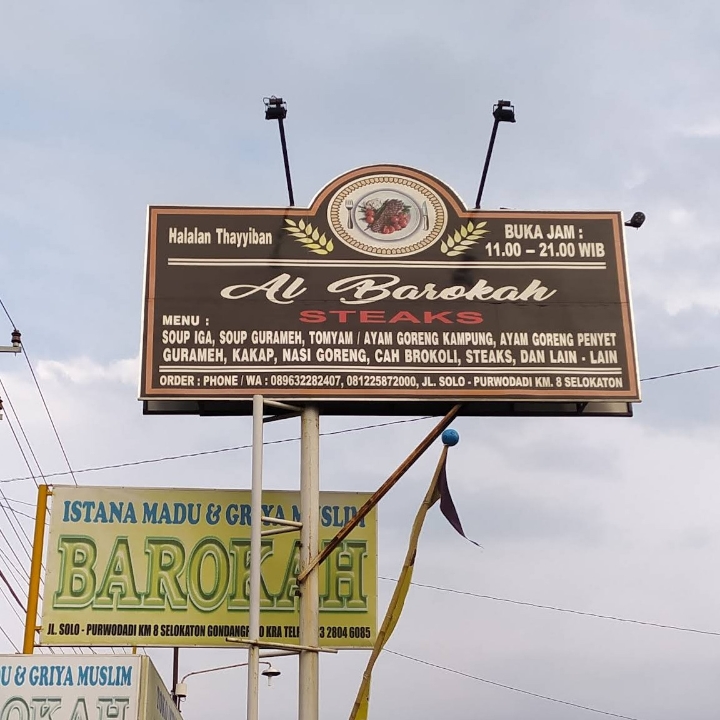 Halalan Thayyiban
BUKA JAM :
11.00 – 21.00 WIB
Al Barokah
STEAKS
MENU :
SOUP IGA, SOUP GURAMEH, TOMYAM / AYAM GORENG KAMPUNG, AYAM GORENG PENYET
GURAMEH, KAKAP, NASI GORENG, CAH BROKOLI, STEAKS, DAN LAIN - LAIN
ORDER : PHONE / WA : 089632282407, 081225872000, JL. SOLO - PURWODADI KM. 8 SELOKATON
ISTANA MADU & GRIYA MUSLIM
BAROKAH
JL. SOLO - PURWODADI KM 8 SELOKATON KRA 2804 6085
& GRIYA MUSLIM